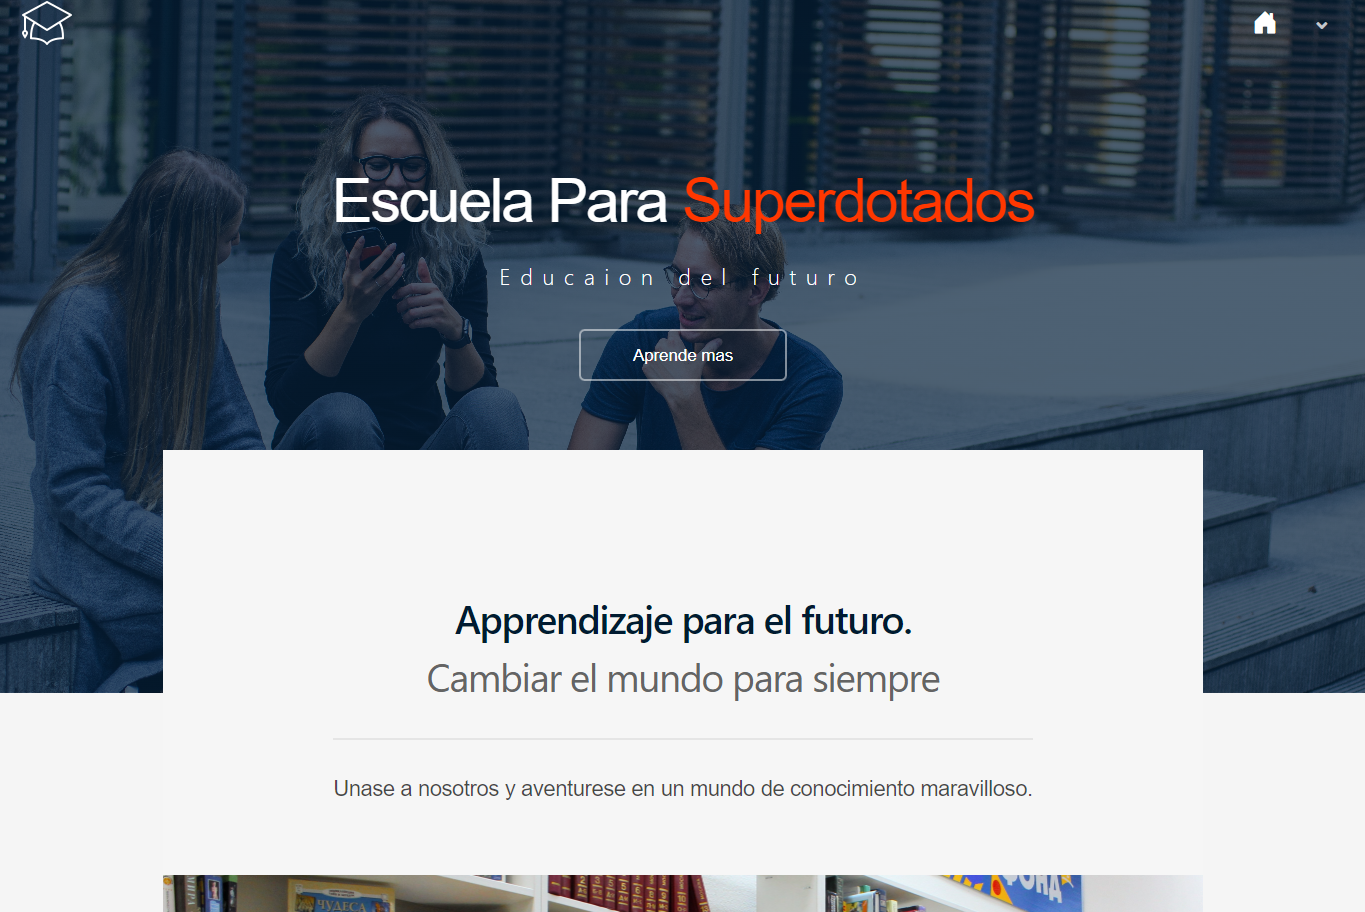 Escuela Para Superdotados
Educaion del futuro
Aprende mas
Apprendizaje para el futuro.
Cambiar el mundo para siempre
Unase a nosotros y aventurese en un mundo de conocimiento maravilloso.
ЧУДЕСА